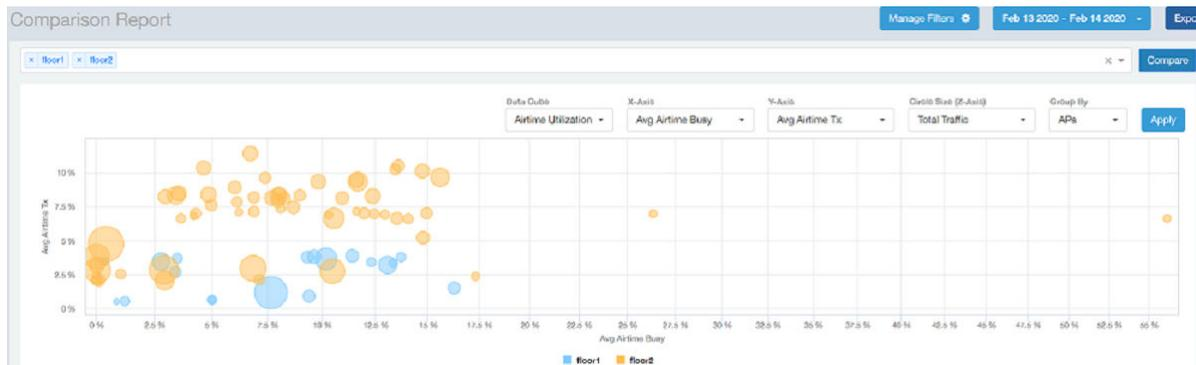 Comparison Report
Manage Filters
Feb 13 2020 - Feb 14 2020
Expo
× floor1
× floor2
Compare
Data Cube
X-Axis
Y-Axis
Circle Size (Z-Axis)
Group By
Airtime Utilization
Avg Airtime Busy
Avg Airtime Tx
Total Traffic
APs
Apply
10 %
7.5 %
5 %
2.5 %
0 %
Avg Airtime Tx
0 % 2.5 % 5 % 7.5 % 10 % 12.5 % 15 % 17.5 % 20 % 22.5 % 25 % 27.5 % 30 % 32.5 % 35 % 37.5 % 40 % 42.5 % 45 % 47.5 % 50 % 52.5 % 55 %
Avg Airtime Busy
floor1 floor2